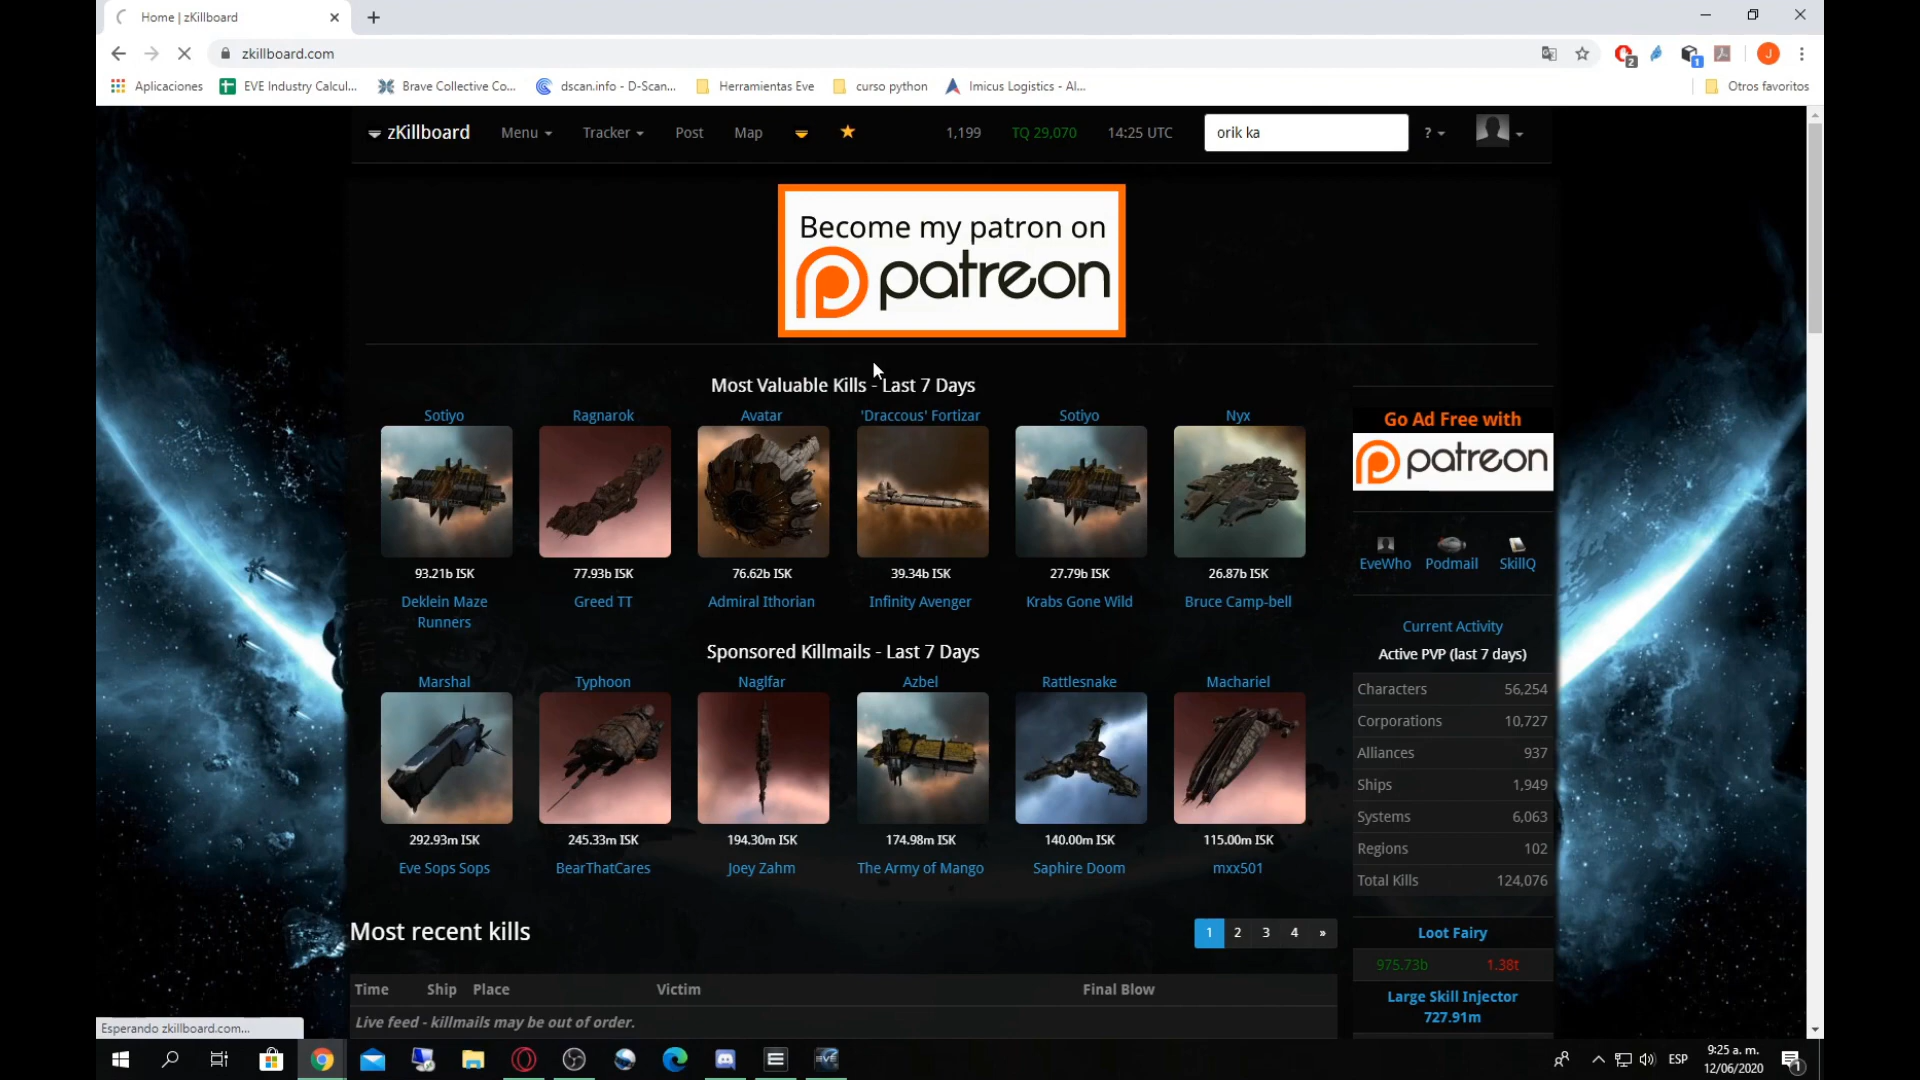 Home | zKillboard
zkillboard.com
2
1
J
Aplicaciones EVE Industry Calcul... Brave Collective Co... dscan.info - D-Scan... Herramientas Eve curso python Imicus Logistics - Al... Otros favoritos
zKillboard Menu Tracker Post Map 1,199 TQ 29,070 14:25 UTC orik ka ?
Become my patron on
patreon
Most Valuable Kills - Last 7 Days
Sotiyo Ragnarok Avatar 'Draccous' Fortizar Sotiyo Nyx
93.21b ISK 77.93b ISK 76.62b ISK 39.34b ISK 27.79b ISK 26.87b ISK
Deklein Maze Runners Greed TT Admiral Ithorian Infinity Avenger Krabs Gone Wild Bruce Camp-bell
Sponsored Killmails - Last 7 Days
Marshal Typhoon Naglfar Azbel Rattlesnake Machariel
292.93m ISK 245.33m ISK 194.30m ISK 174.98m ISK 140.00m ISK 115.00m ISK
Eve Sops Sops BearThatCares Joey Zahm The Army of Mango Saphire Doom mxx501
Most recent kills
1 2 3 4 »
Time Ship Place Victim Final Blow
Live feed - killmails may be out of order.
Go Ad Free with
patreon
EveWho Podmail SkillQ
Current Activity
Active PVP (last 7 days)
Characters 56,254
Corporations 10,727
Alliances 937
Ships 1,949
Systems 6,063
Regions 102
Total Kills 124,076
Loot Fairy
975.73b 1.38t
Large Skill Injector
727.91m
Esperando zkillboard.com...
EVE
ESP
9:25 a. m.
12/06/2020
1